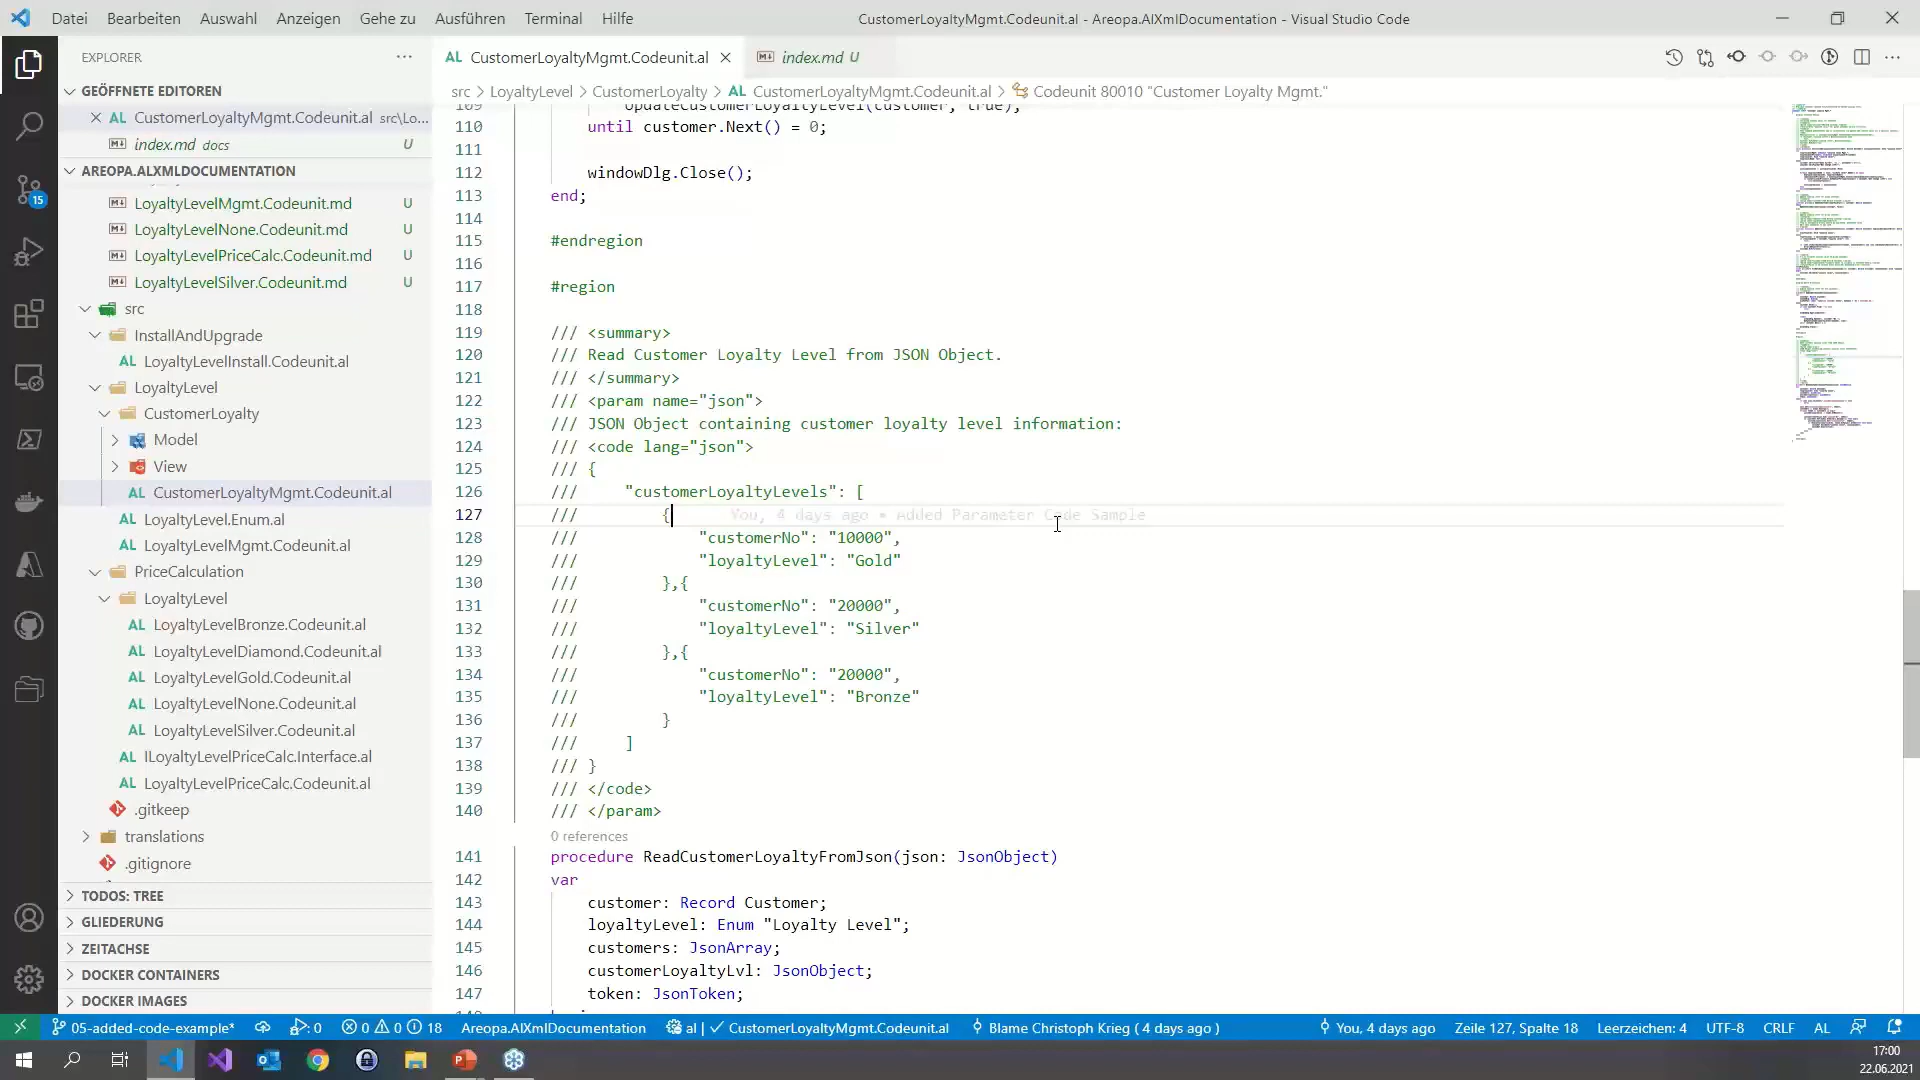 Datei Bearbeiten Auswahl Anzeigen Gehe zu Ausführen Terminal Hilfe
CustomerLoyaltyMgmt.Codeunit.al - Areopa.AlXmlDocumentation - Visual Studio Code
EXPLORER
GEÖFFNETE EDITOREN
CustomerLoyaltyMgmt.Codeunit.al src\Lo...
index.md docs U
AREOPA.ALXMLDOCUMENTATION
LoyaltyLevelMgmt.Codeunit.md U
LoyaltyLevelNone.Codeunit.md U
LoyaltyLevelPriceCalc.Codeunit.md U
LoyaltyLevelSilver.Codeunit.md U
src
InstallAndUpgrade
AL LoyaltyLevelInstall.Codeunit.al
LoyaltyLevel
CustomerLoyalty
Model
View
AL CustomerLoyaltyMgmt.Codeunit.al
AL LoyaltyLevel.Enum.al
AL LoyaltyLevelMgmt.Codeunit.al
PriceCalculation
LoyaltyLevel
AL LoyaltyLevelBronze.Codeunit.al
AL LoyaltyLevelDiamond.Codeunit.al
AL LoyaltyLevelGold.Codeunit.al
AL LoyaltyLevelNone.Codeunit.al
AL LoyaltyLevelSilver.Codeunit.al
AL ILoyaltyLevelPriceCalc.Interface.al
AL LoyaltyLevelPriceCalc.Codeunit.al
.gitkeep
translations
.gitignore
TODOS: TREE
GLIEDERUNG
ZEITACHSE
DOCKER CONTAINERS
DOCKER IMAGES
15
AL CustomerLoyaltyMgmt.Codeunit.al
index.md U
src > LoyaltyLevel > CustomerLoyalty > AL CustomerLoyaltyMgmt.Codeunit.al > Codeunit 80010 "Customer Loyalty Mgmt."
109 UpdateCustomerLoyaltyLevel(customer, true);
110 until customer.Next() = 0;
111
112 windowDlg.Close();
113 end;
114
115 #endregion
116
117 #region
118
119 /// <summary>
120 /// Read Customer Loyalty Level from JSON Object.
121 /// </summary>
122 /// <param name="json">
123 /// JSON Object containing customer loyalty level information:
124 /// <code lang="json">
125 /// {
126 /// "customerLoyaltyLevels": [
127 /// { You, 4 days ago • Added Parameter Code Sample
128 /// "customerNo": "10000",
129 /// "loyaltyLevel": "Gold"
130 /// },{
131 /// "customerNo": "20000",
132 /// "loyaltyLevel": "Silver"
133 /// },{
134 /// "customerNo": "20000",
135 /// "loyaltyLevel": "Bronze"
136 /// }
137 /// ]
138 /// }
139 /// </code>
140 /// </param>
0 references
141 procedure ReadCustomerLoyaltyFromJson(json: JsonObject)
142 var
143 customer: Record Customer;
144 loyaltyLevel: Enum "Loyalty Level";
145 customers: JsonArray;
146 customerLoyaltyLvl: JsonObject;
147 token: JsonToken;
05-added-code-example* 0 0 0 18 Areopa.AlXmlDocumentation al | ✓ CustomerLoyaltyMgmt.Codeunit.al Blame Christoph Krieg ( 4 days ago ) You, 4 days ago Zeile 127, Spalte 18 Leerzeichen: 4 UTF-8 CRLF AL
17:00
22.06.2021